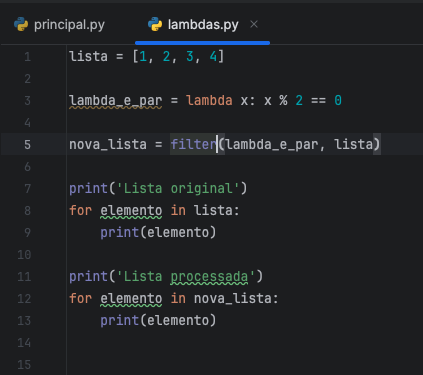 principal.py lambdas.py ×
1 lista = [1, 2, 3, 4]
2
3 lambda_e_par = lambda x: x % 2 == 0
4
5 nova_lista = filter(lambda_e_par, lista)
6
7 print('Lista original')
8 for elemento in lista:
9     print(elemento)
10
11 print('Lista processada')
12 for elemento in nova_lista:
13     print(elemento)
14
15